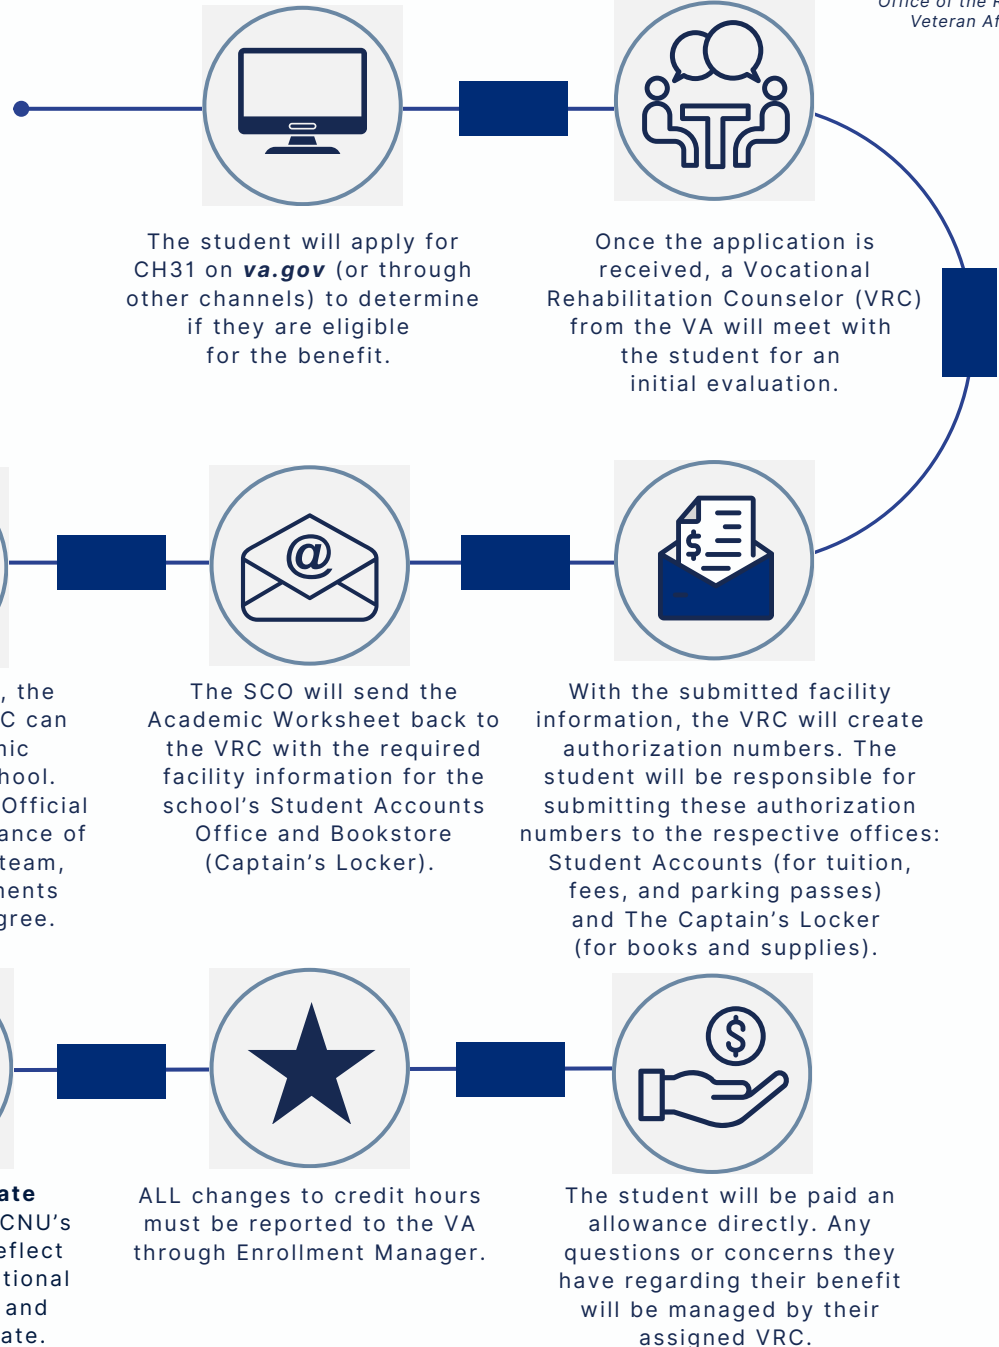 Office of the
Veteran
The student will apply for
CH31 on va.gov (or through
other channels) to determine
if they are eligible
for the benefit.
Once the application is
received, a Vocational
Rehabilitation Counselor (VRC)
from the VA will meet with
the student for an
initial evaluation.
, the
can
Official
of
team,
The SCO will send the
Academic Worksheet back to
the VRC with the required
facility information for the
school’s Student Accounts
Office and Bookstore
(Captain’s Locker).
With the submitted facility
information, the VRC will create
authorization numbers. The
student will be responsible for
submitting these authorization
numbers to the respective offices:
Student Accounts (for tuition,
fees, and parking passes)
and The Captain’s Locker
(for books and supplies).
CNU’s
and
ALL changes to credit hours
must be reported to the VA
through Enrollment Manager.
The student will be paid an
allowance directly. Any
questions or concerns they
have regarding their benefit
will be managed by their
assigned VRC.